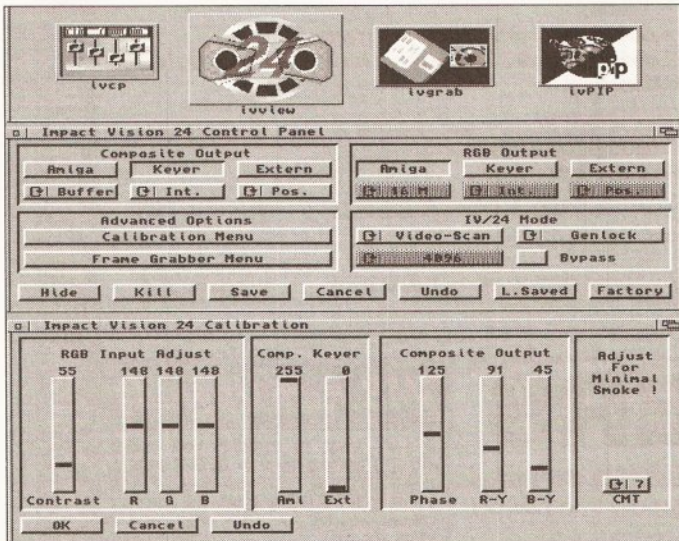 24
pip
ivcp
ivview
ivgrab
ivPIP
Impact Vision 24 Control Panel
Composite Output
Amiga Keyer Extern
Buffer Int. Pos.
RGB Output
Amiga Keyer Extern
16 M Int. Pos.
Advanced Options
Calibration Menu
Frame Grabber Menu
IV/24 Mode
Video-Scan Genlock
4096 Bypass
Hide Kill Save Cancel Undo L.Saved Factory
Impact Vision 24 Calibration
RGB Input Adjust
55 148 148 148
Contrast R G B
Comp. Keyer
255 0
Ami Ext
Composite Output
125 91 45
Phase R-Y B-Y
Adjust
For
Minimal
Smoke !
7
CMT
OK Cancel Undo